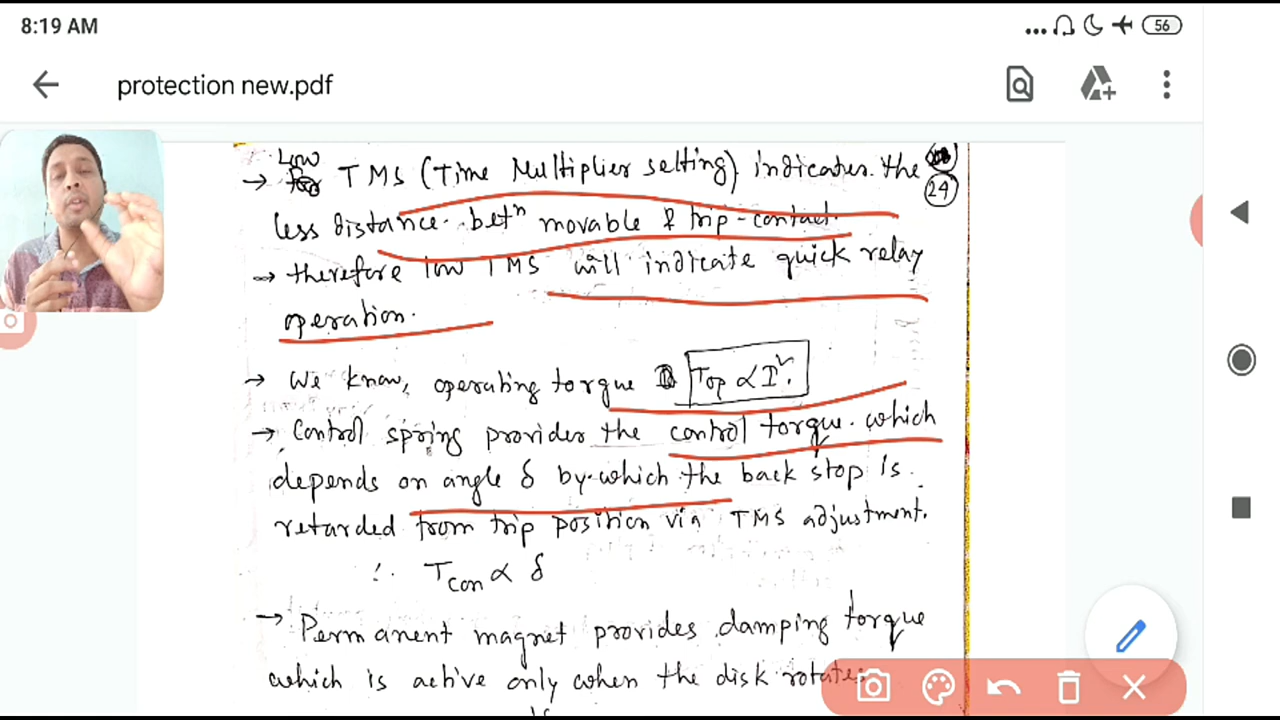 8:19 AM
56
protection new.pdf
Low
→ TMS (Time Multiplier setting) indicates the
24
less distance betⁿ movable & trip-contact.
→ therefore low TMS will indicate quick relay
operation.
→ We know, operating torque Top ∝ I².
→ Control spring provides the control torque which
depends on angle δ by which the back stop is
retarded from trip position via TMS adjustment.
∴ Tcon ∝ δ
→ Permanent magnet provides damping torque
which is active only when the disk rotates